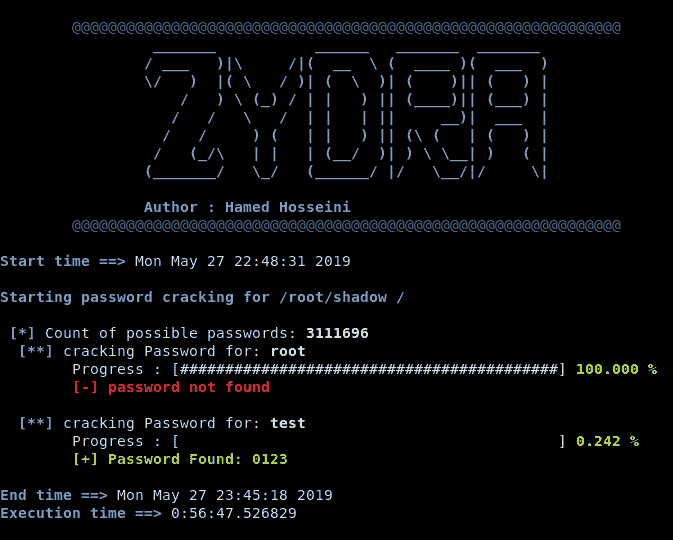 @@@@@@@@@@@@@@@@@@@@@@@@@@@@@@@@@@@@@@@@@@@@@@@@@@@@@@@@@@@@@
ZYDRA
Author : Hamed Hosseini
@@@@@@@@@@@@@@@@@@@@@@@@@@@@@@@@@@@@@@@@@@@@@@@@@@@@@@@@@@@@@
Start time ==> Mon May 27 22:48:31 2019
Starting password cracking for /root/shadow /
[*] Count of possible passwords: 3111696
[**] cracking Password for: root
Progress : [##########################################] 100.000 %
[-] password not found
[**] cracking Password for: test
Progress : [                                          ] 0.242 %
[+] Password Found: 0123
End time ==> Mon May 27 23:45:18 2019
Execution time ==> 0:56:47.526829